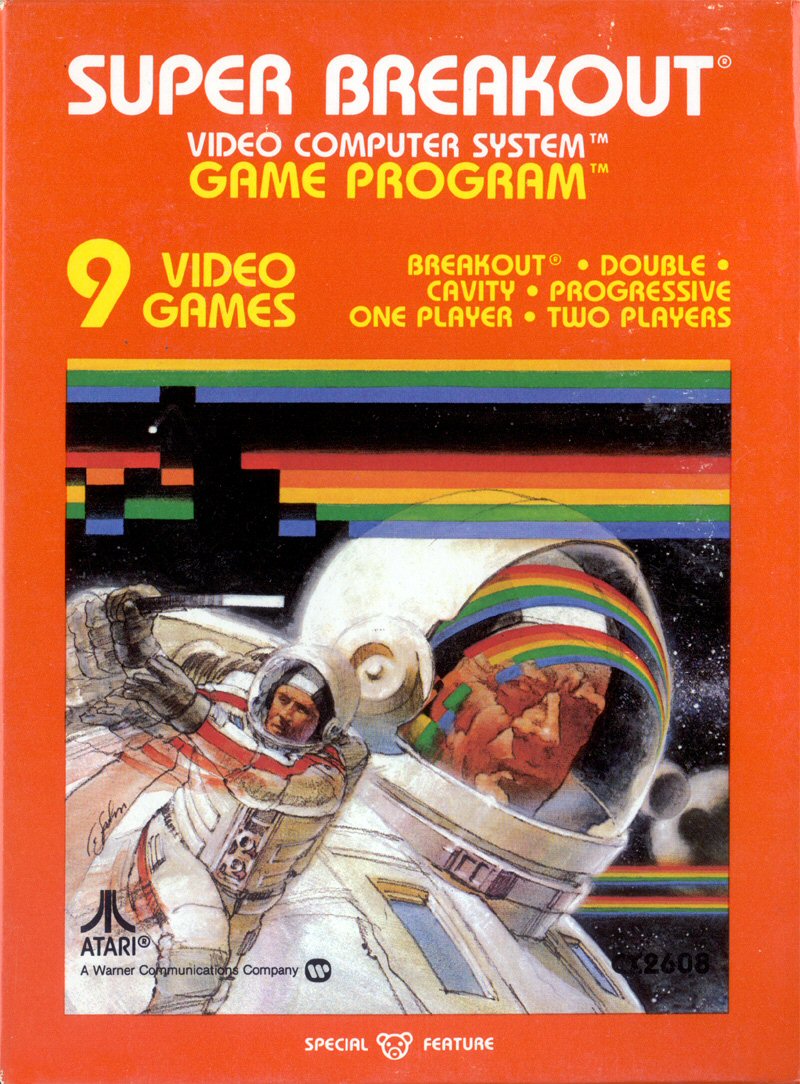 SUPER BREAKOUT®
VIDEO COMPUTER SYSTEM™
GAME PROGRAM™
9 VIDEO GAMES
BREAKOUT® • DOUBLE •
CAVITY • PROGRESSIVE
ONE PLAYER • TWO PLAYERS
ATARI®
A Warner Communications Company
CX2608
SPECIAL FEATURE